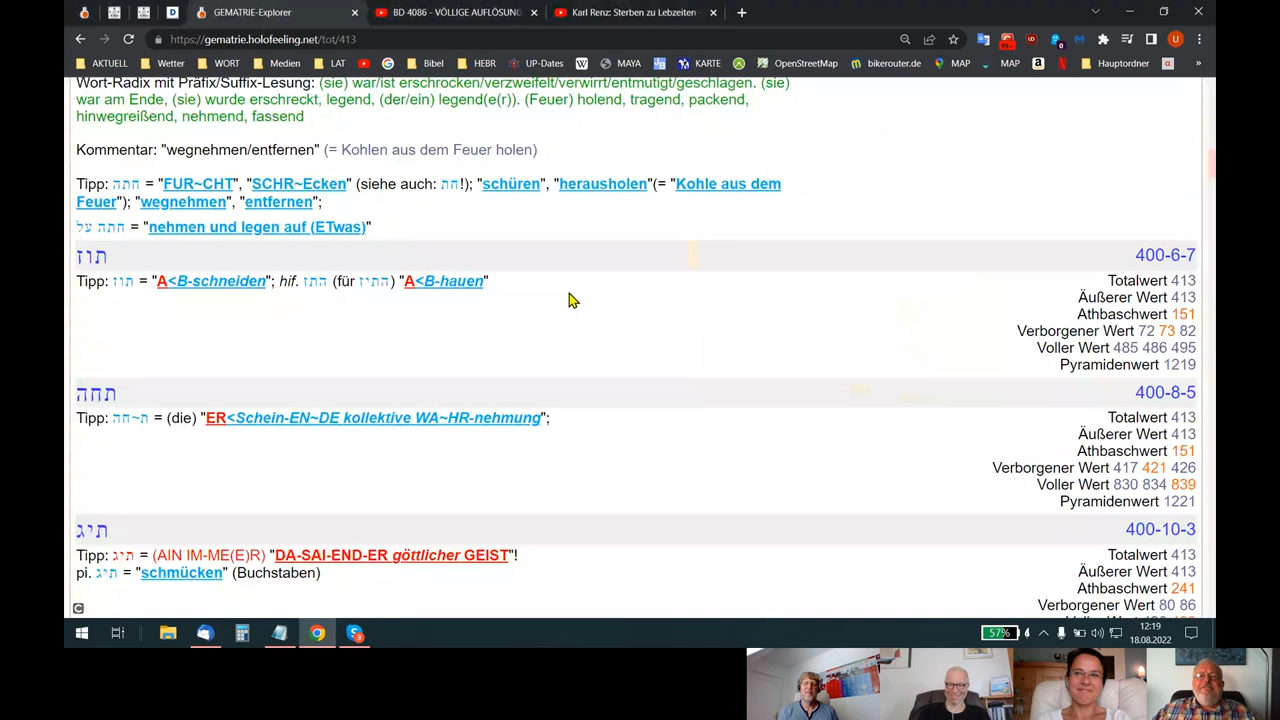 GEMATRIE-Explorer
BD 4086 - VÖLLIGE AUFLÖSUNG
Karl Renz: Sterben zu Lebzeiten -
https://gematrie.holofeeling.net/tot/413
AKTUELL Wetter WORT Medien LAT Bibel HEBR UP-Dates MAYA KARTE OpenStreetMap bikerouter.de MAP MAP Hauptordner »
Wort-Radix mit Präfix/Suffix-Lesung: (sie) war/ist erschrocken/verzweifelt/verwirrt/entmutigt/geschlagen. (sie)
war am Ende, (sie) wurde erschreckt, legend, (der/ein) legend(e(r)). (Feuer) holend, tragend, packend,
hinwegreißend, nehmend, fassend
Kommentar: "wegnehmen/entfernen" (= Kohlen aus dem Feuer holen)
Tipp: חתה = "FUR~CHT", "SCHR~Ecken" (siehe auch: חת!); "schüren", "herausholen"(= "Kohle aus dem
Feuer"); "wegnehmen", "entfernen";
חתה על = "nehmen und legen auf (ETwas)"
תוז 400-6-7
Tipp: תוז = "A<B-schneiden"; hif. התז (für התיז) "A<B-hauen"
Totalwert 413
Äußerer Wert 413
Athbaschwert 151
Verborgener Wert 72 73 82
Voller Wert 485 486 495
Pyramidenwert 1219
תחה 400-8-5
Tipp: ת~חה = (die) "ER<Schein-EN~DE kollektive WA~HR-nehmung";
Totalwert 413
Äußerer Wert 413
Athbaschwert 151
Verborgener Wert 417 421 426
Voller Wert 830 834 839
Pyramidenwert 1221
תיג 400-10-3
Tipp: תיג = (AIN IM-ME(E)R) "DA-SAI-END-ER göttlicher GEIST"!
pi. תיג = "schmücken" (Buchstaben)
Totalwert 413
Äußerer Wert 413
Athbaschwert 241
Verborgener Wert 80 86
57%
12:19
18.08.2022